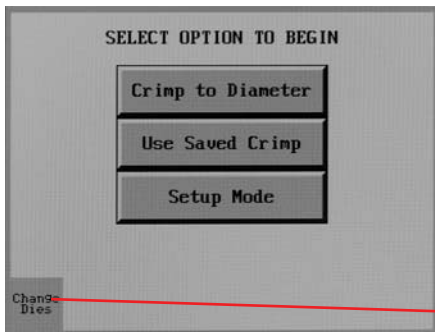 SELECT OPTION TO BEGIN
Crimp to Diameter
Use Saved Crimp
Setup Mode
Change
Dies